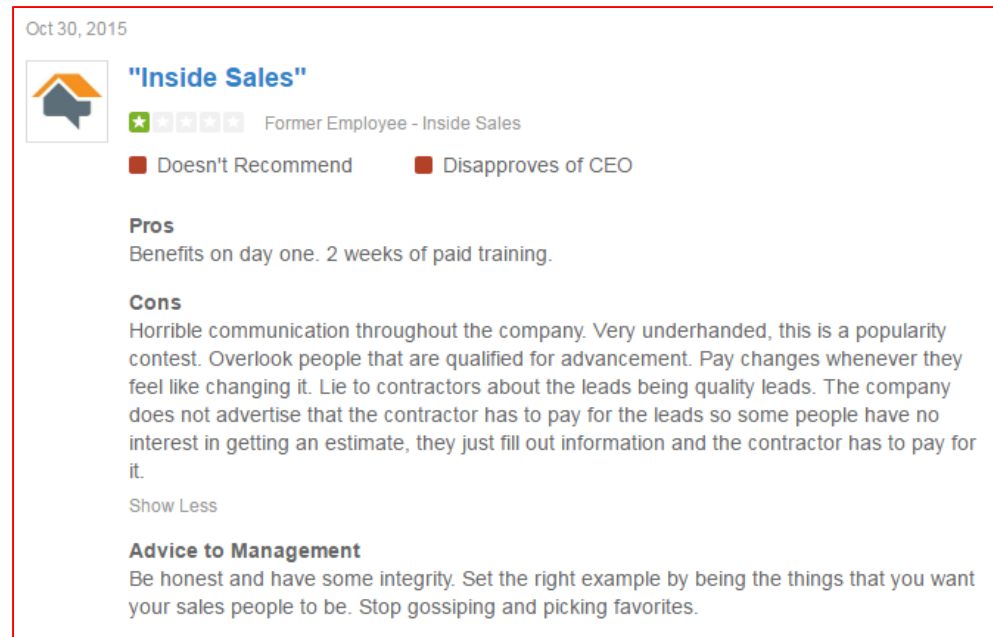 Oct 30, 2015
"Inside Sales"
Former Employee - Inside Sales
Doesn't Recommend Disapproves of CEO
Pros
Benefits on day one. 2 weeks of paid training.
Cons
Horrible communication throughout the company. Very underhanded, this is a popularity
contest. Overlook people that are qualified for advancement. Pay changes whenever they
feel like changing it. Lie to contractors about the leads being quality leads. The company
does not advertise that the contractor has to pay for the leads so some people have no
interest in getting an estimate, they just fill out information and the contractor has to pay for
it.
Show Less
Advice to Management
Be honest and have some integrity. Set the right example by being the things that you want
your sales people to be. Stop gossiping and picking favorites.